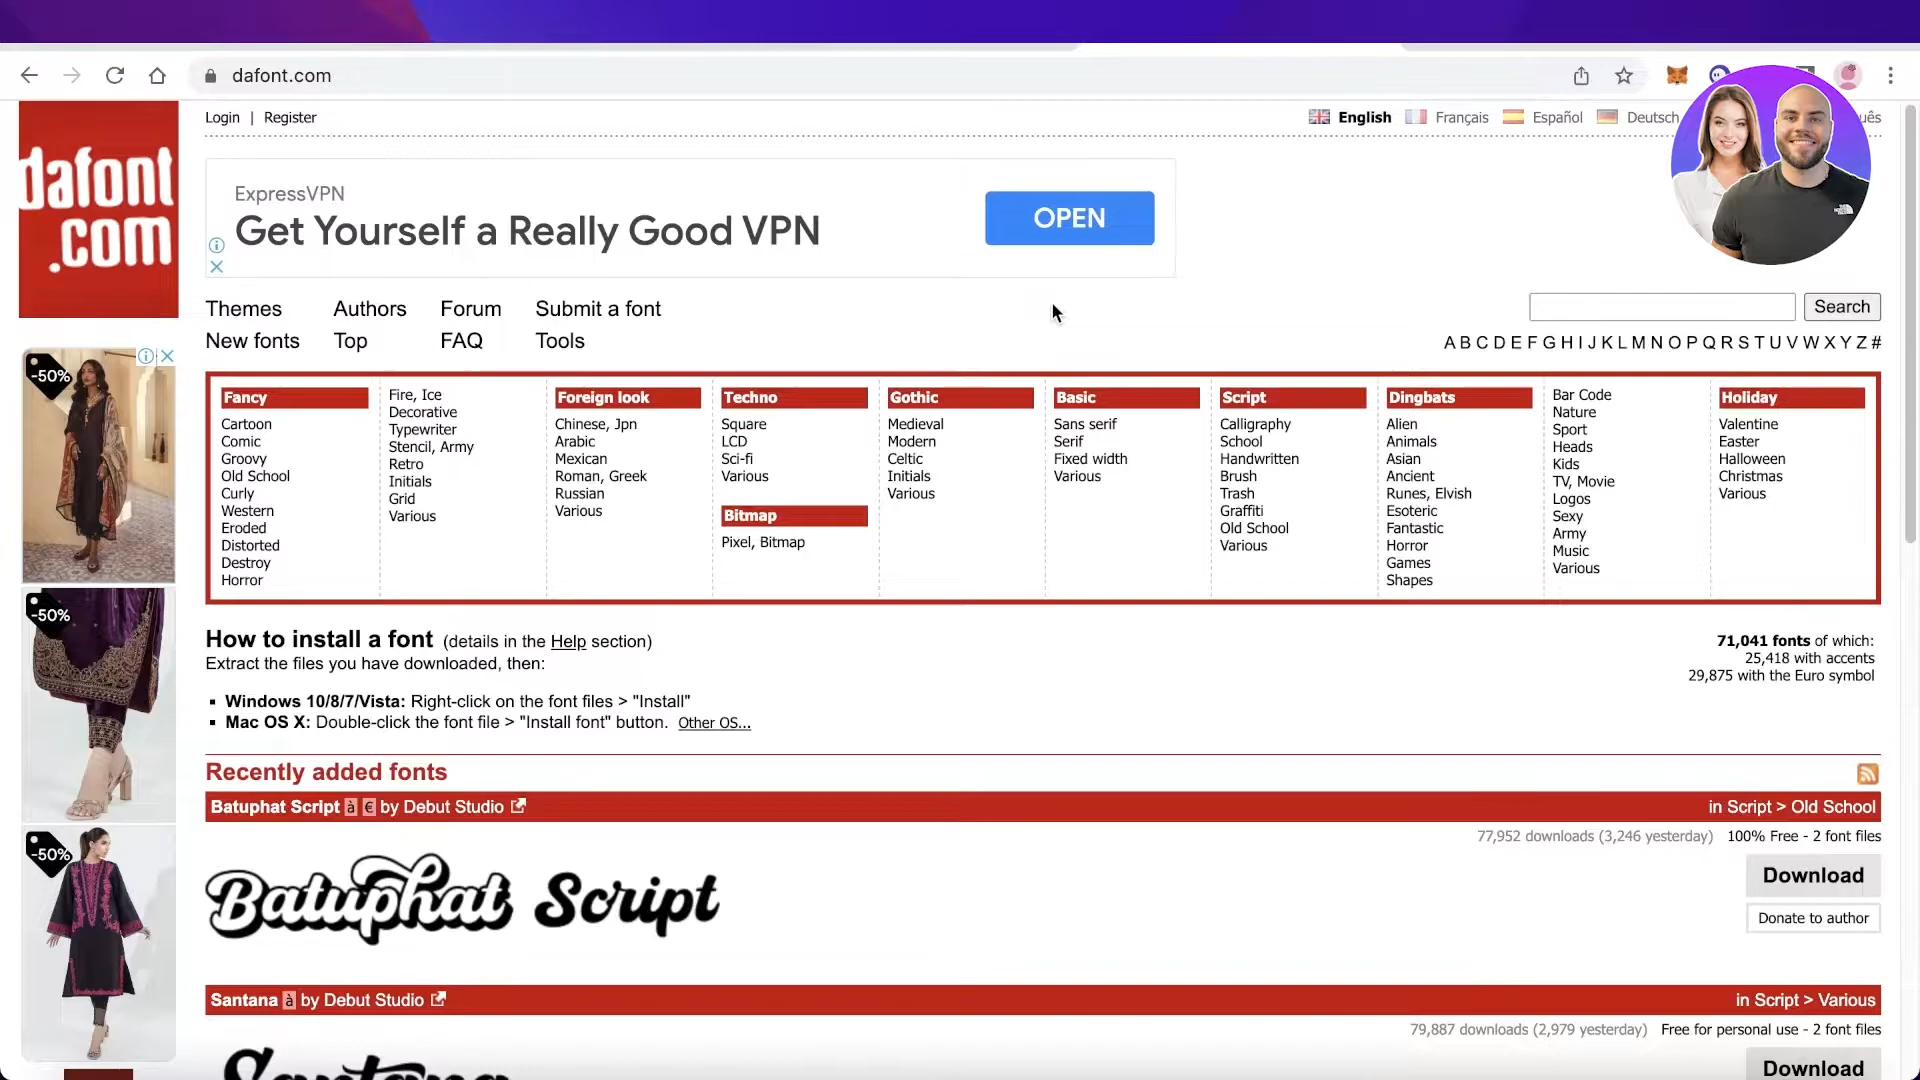 dafont.com
Login | Register
English Français Español Deutsch
dafont
.com
ExpressVPN
Get Yourself a Really Good VPN
OPEN
Themes Authors Forum Submit a font
New fonts Top FAQ Tools
Search
A B C D E F G H I J K L M N O P Q R S T U V W X Y Z #
Fancy
Cartoon
Comic
Groovy
Old School
Curly
Western
Eroded
Distorted
Destroy
Horror
Fire, Ice
Decorative
Typewriter
Stencil, Army
Retro
Initials
Grid
Various
Foreign look
Chinese, Jpn
Arabic
Mexican
Roman, Greek
Russian
Various
Techno
Square
LCD
Sci-fi
Various
Bitmap
Pixel, Bitmap
Gothic
Medieval
Modern
Celtic
Initials
Various
Basic
Sans serif
Serif
Fixed width
Various
Script
Calligraphy
School
Handwritten
Brush
Trash
Graffiti
Old School
Various
Dingbats
Alien
Animals
Asian
Ancient
Runes, Elvish
Esoteric
Fantastic
Horror
Games
Shapes
Bar Code
Nature
Sport
Heads
Kids
TV, Movie
Logos
Sexy
Army
Music
Various
Holiday
Valentine
Easter
Halloween
Christmas
Various
-50%
-50%
-50%
How to install a font (details in the Help section)
Extract the files you have downloaded, then:
Windows 10/8/7/Vista: Right-click on the font files > "Install"
Mac OS X: Double-click the font file > "Install font" button. Other OS...
71,041 fonts of which:
25,418 with accents
29,875 with the Euro symbol
Recently added fonts
Batuphat Script à € by Debut Studio in Script > Old School
77,952 downloads (3,246 yesterday) 100% Free - 2 font files
Batuphat Script
Download
Donate to author
Santana à by Debut Studio in Script > Various
79,887 downloads (2,979 yesterday) Free for personal use - 2 font files
Santana
Download